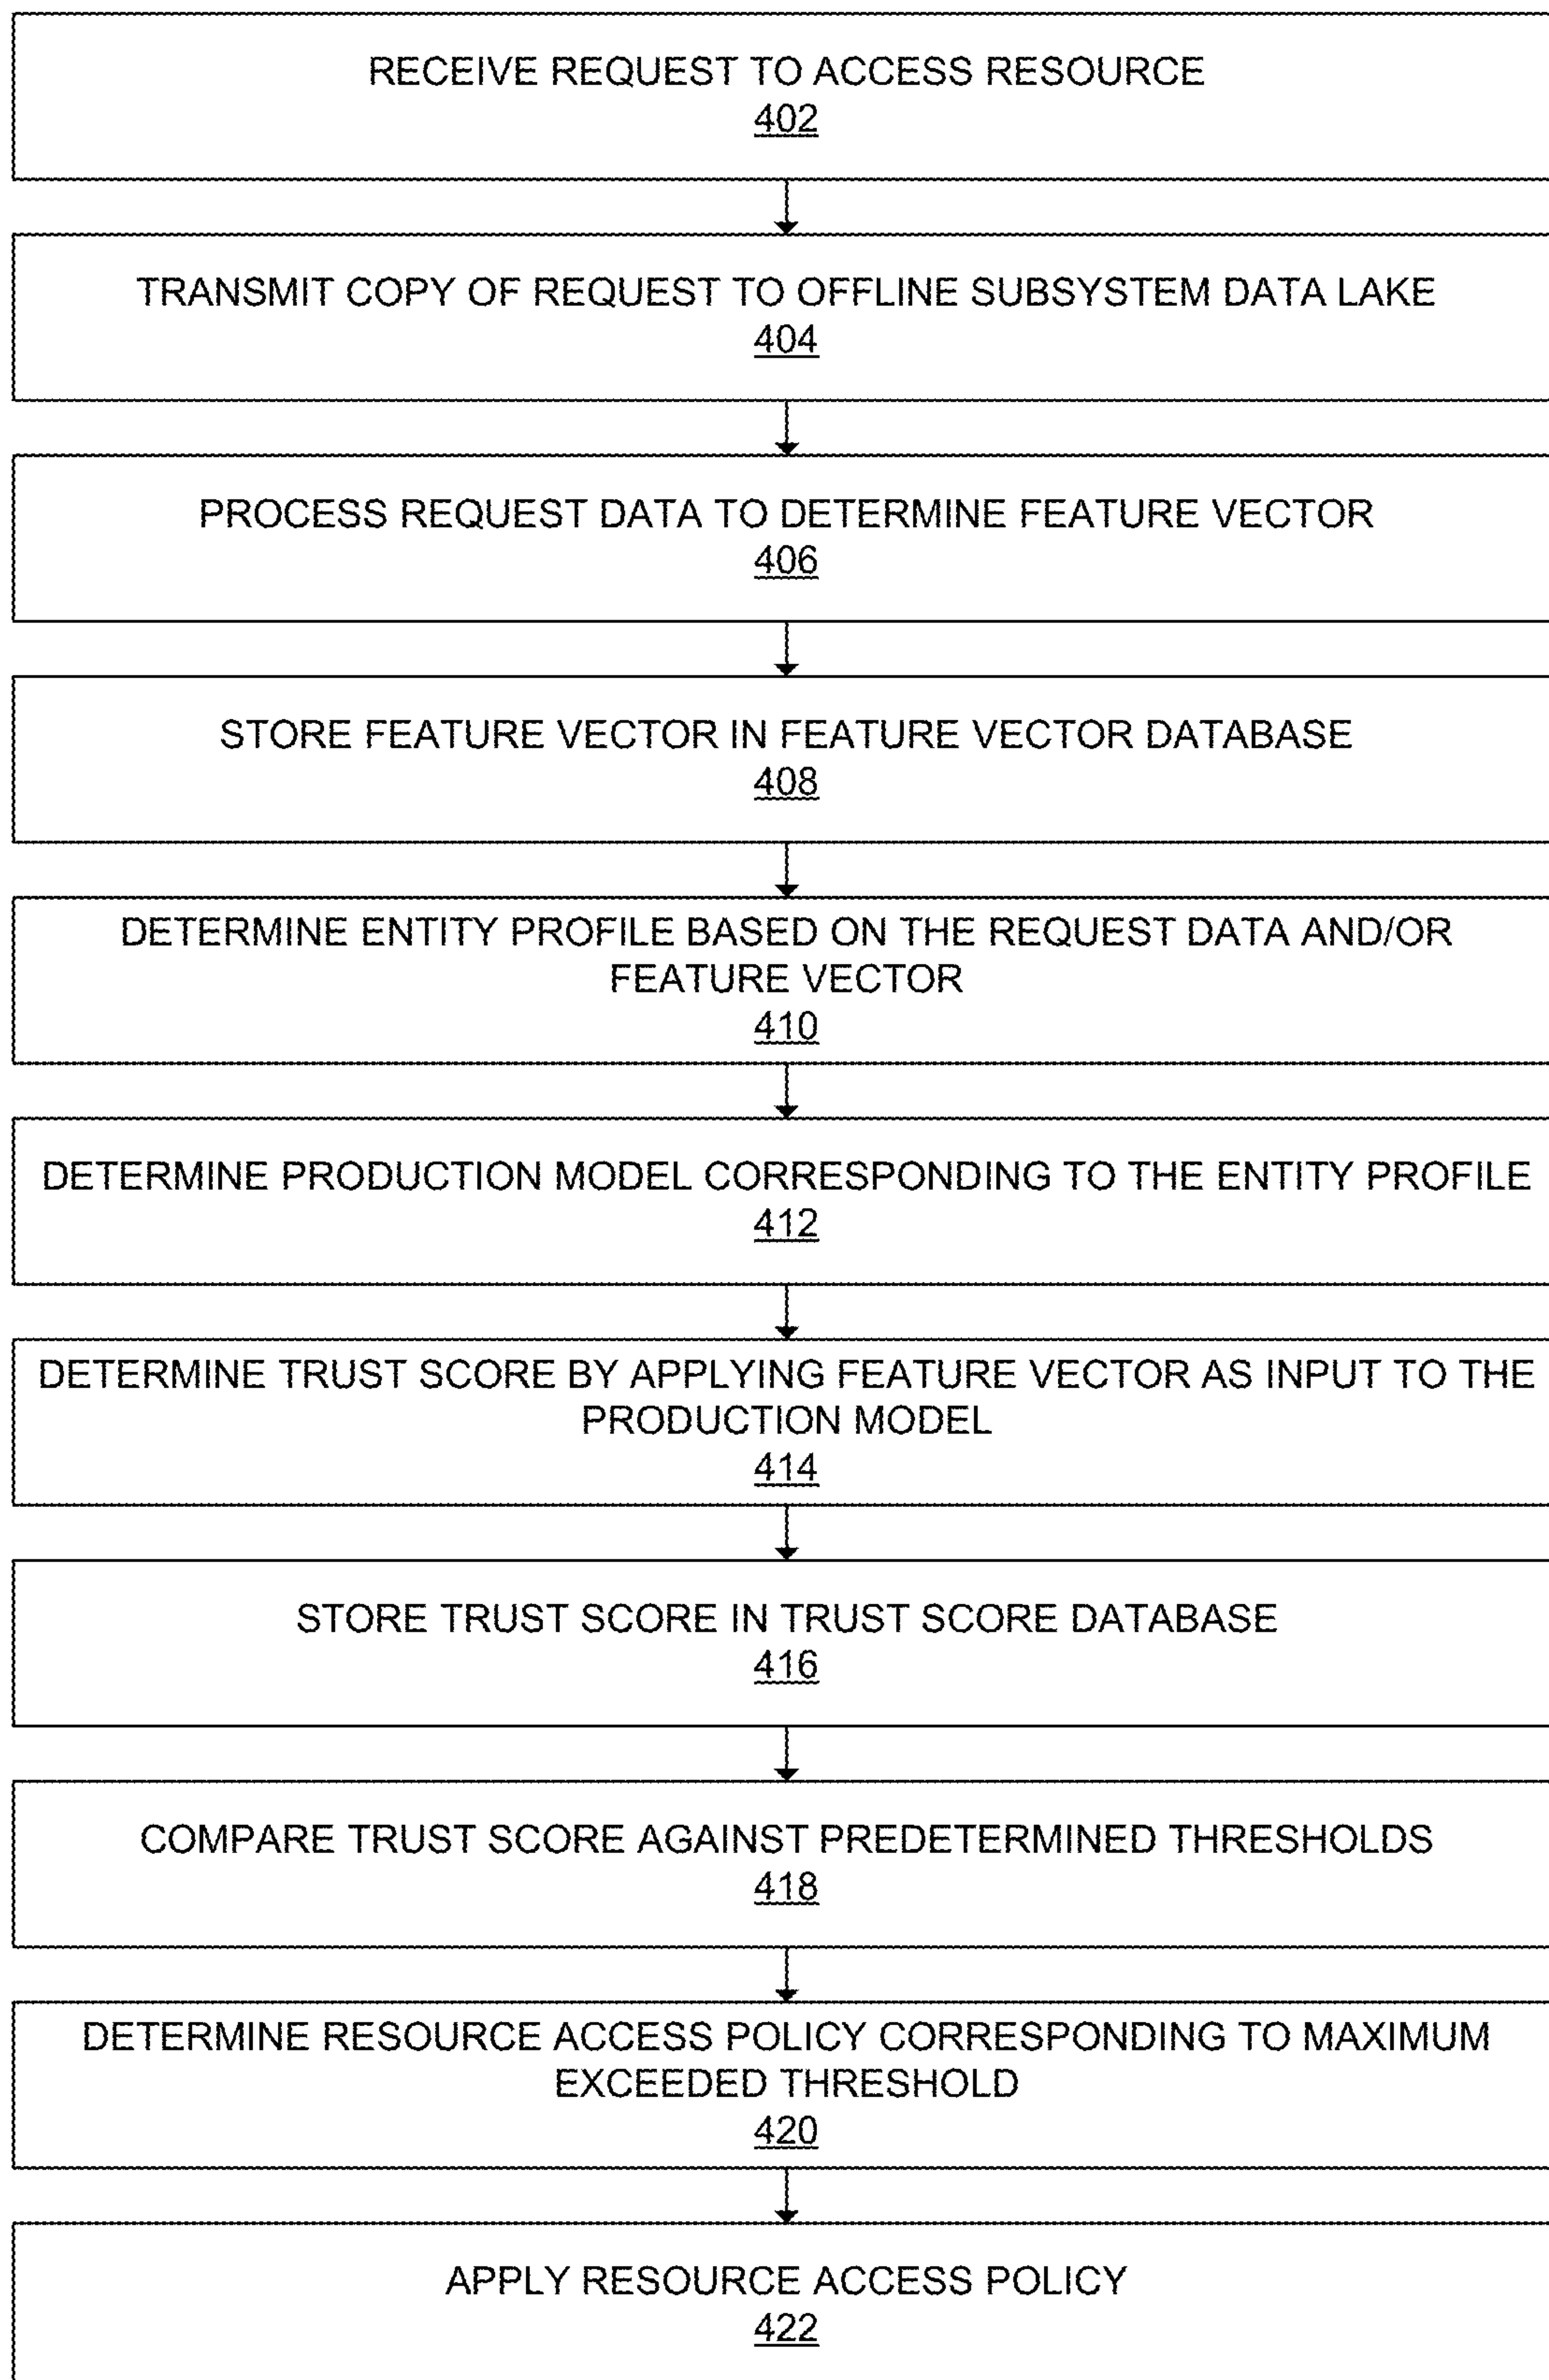 RECEIVE REQUEST TO ACCESS RESOURCE
402
TRANSMIT COPY OF REQUEST TO OFFLINE SUBSYSTEM DATA LAKE
404
PROCESS REQUEST DATA TO DETERMINE FEATURE VECTOR
406
STORE FEATURE VECTOR IN FEATURE VECTOR DATABASE
408
DETERMINE ENTITY PROFILE BASED ON THE REQUEST DATA AND/OR
FEATURE VECTOR
410
DETERMINE PRODUCTION MODEL CORRESPONDING TO THE ENTITY PROFILE
412
DETERMINE TRUST SCORE BY APPLYING FEATURE VECTOR AS INPUT TO THE
PRODUCTION MODEL
414
STORE TRUST SCORE IN TRUST SCORE DATABASE
416
COMPARE TRUST SCORE AGAINST PREDETERMINED THRESHOLDS
418
DETERMINE RESOURCE ACCESS POLICY CORRESPONDING TO MAXIMUM
EXCEEDED THRESHOLD
420
APPLY RESOURCE ACCESS POLICY
422